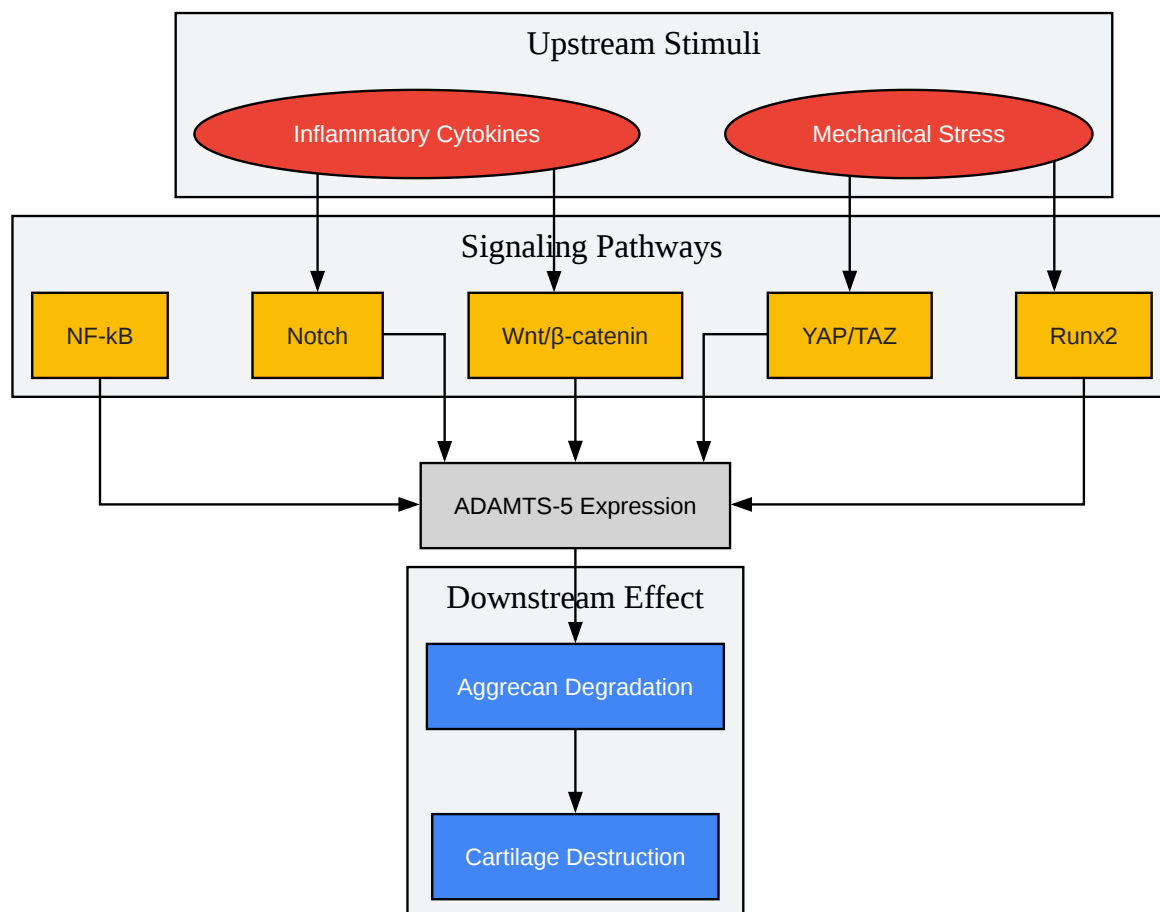 Upstream Stimuli
Inflammatory Cytokines
Mechanical Stress
Signaling Pathways
NF-kB
Notch
Wnt/β-catenin
YAP/TAZ
Runx2
ADAMTS-5 Expression
Downstream Effect
Aggrecan Degradation
Cartilage Destruction